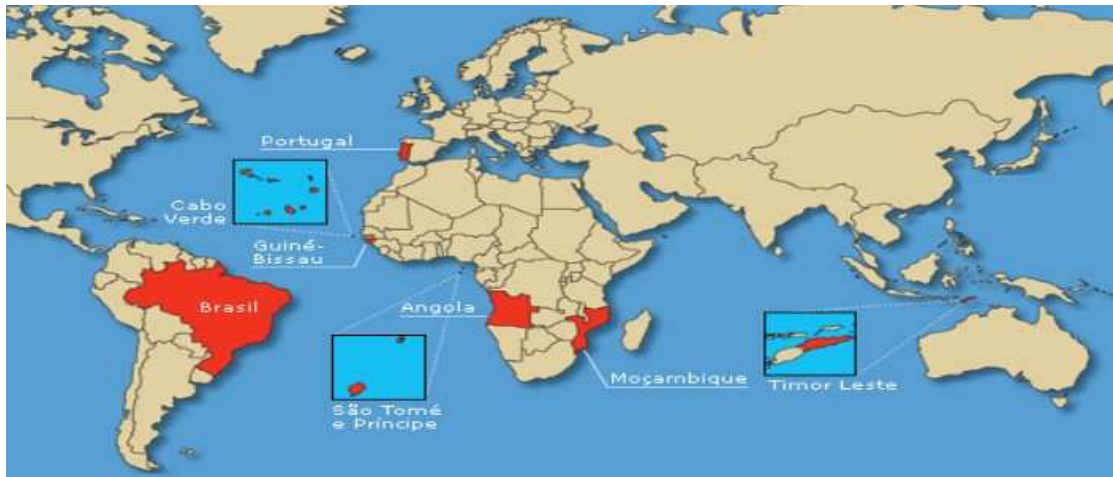 Portugal
Cabo
Verde
Guiné-
Bissau
Brasil
Angola
Moçambique
Timor Leste
São Tomé
e Príncipe